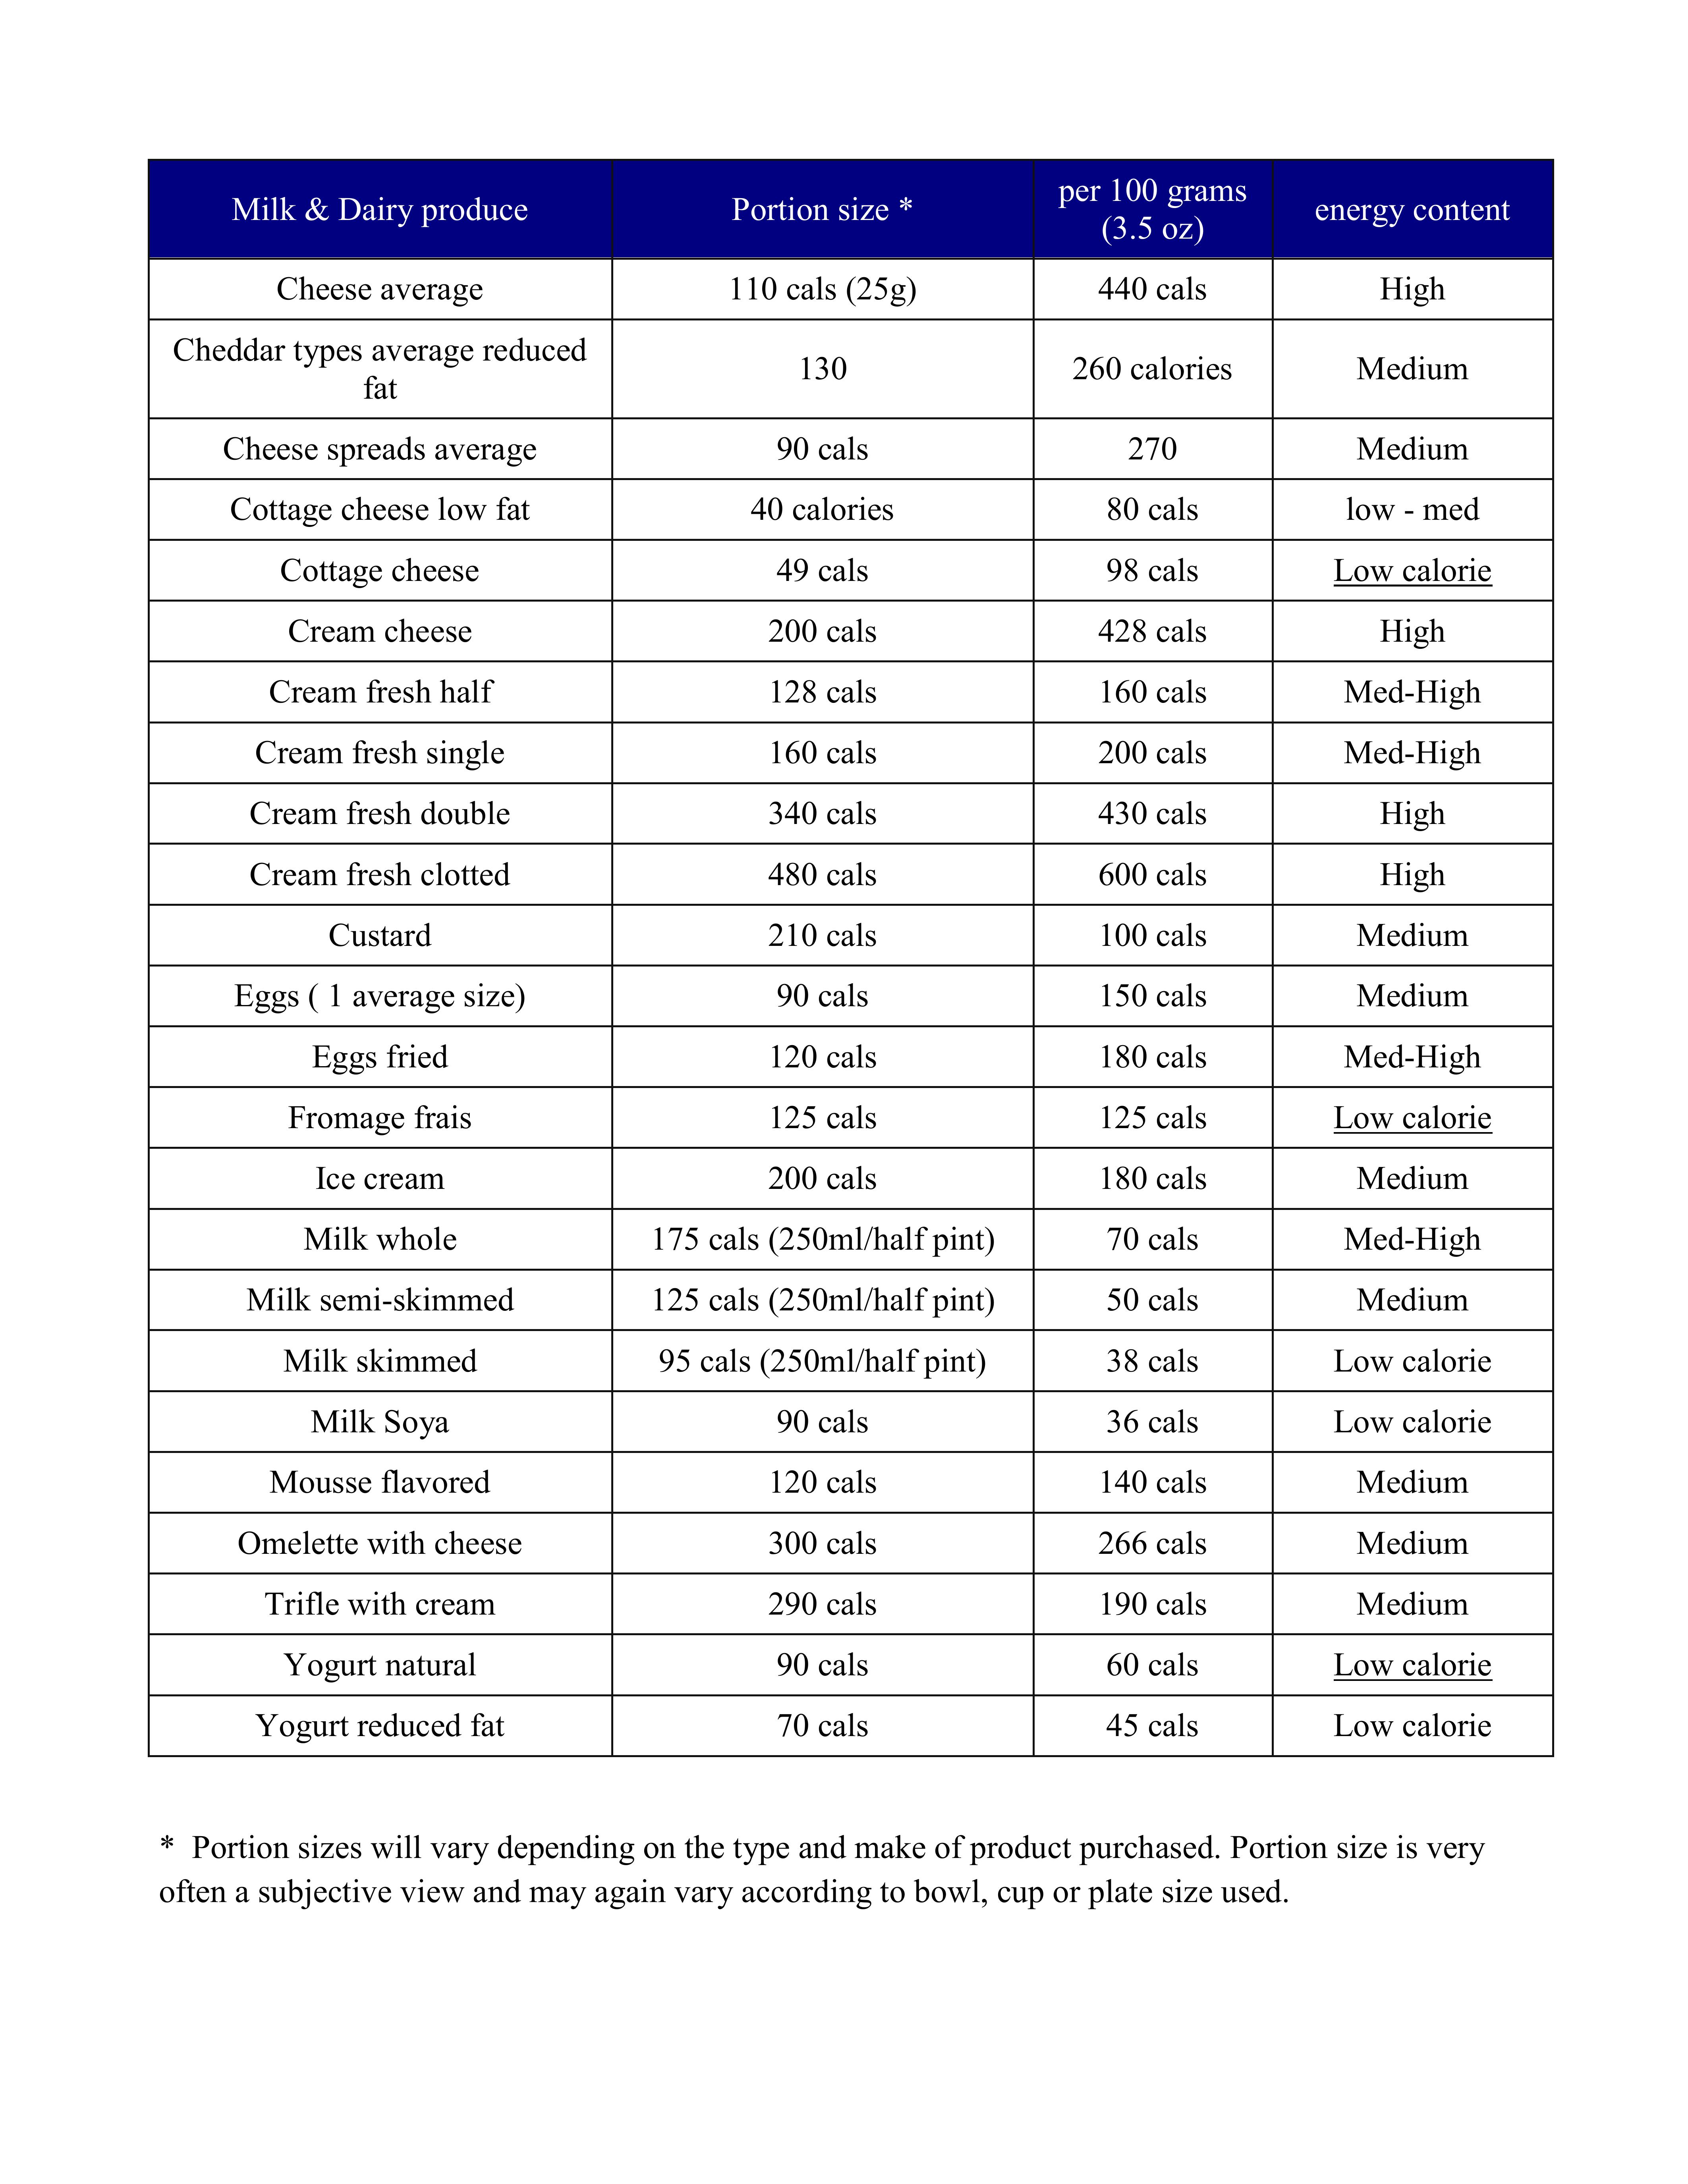 Milk & Dairy produce Portion size * per 100 grams (3.5 oz) energy content
Cheese average 110 cals (25g) 440 cals High
Cheddar types average reduced fat 130 260 calories Medium
Cheese spreads average 90 cals 270 Medium
Cottage cheese low fat 40 calories 80 cals low - med
Cottage cheese 49 cals 98 cals Low calorie
Cream cheese 200 cals 428 cals High
Cream fresh half 128 cals 160 cals Med-High
Cream fresh single 160 cals 200 cals Med-High
Cream fresh double 340 cals 430 cals High
Cream fresh clotted 480 cals 600 cals High
Custard 210 cals 100 cals Medium
Eggs ( 1 average size) 90 cals 150 cals Medium
Eggs fried 120 cals 180 cals Med-High
Fromage frais 125 cals 125 cals Low calorie
Ice cream 200 cals 180 cals Medium
Milk whole 175 cals (250ml/half pint) 70 cals Med-High
Milk semi-skimmed 125 cals (250ml/half pint) 50 cals Medium
Milk skimmed 95 cals (250ml/half pint) 38 cals Low calorie
Milk Soya 90 cals 36 cals Low calorie
Mousse flavored 120 cals 140 cals Medium
Omelette with cheese 300 cals 266 cals Medium
Trifle with cream 290 cals 190 cals Medium
Yogurt natural 90 cals 60 cals Low calorie
Yogurt reduced fat 70 cals 45 cals Low calorie
* Portion sizes will vary depending on the type and make of product purchased. Portion size is very
often a subjective view and may again vary according to bowl, cup or plate size used.